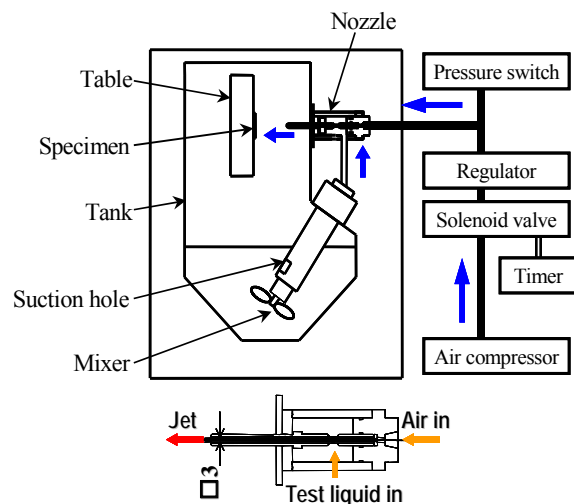 Nozzle
Table
Pressure switch
Specimen
Regulator
Tank
Solenoid valve
Suction hole
Timer
Mixer
Air compressor
Jet
Air in
□3
Test liquid in